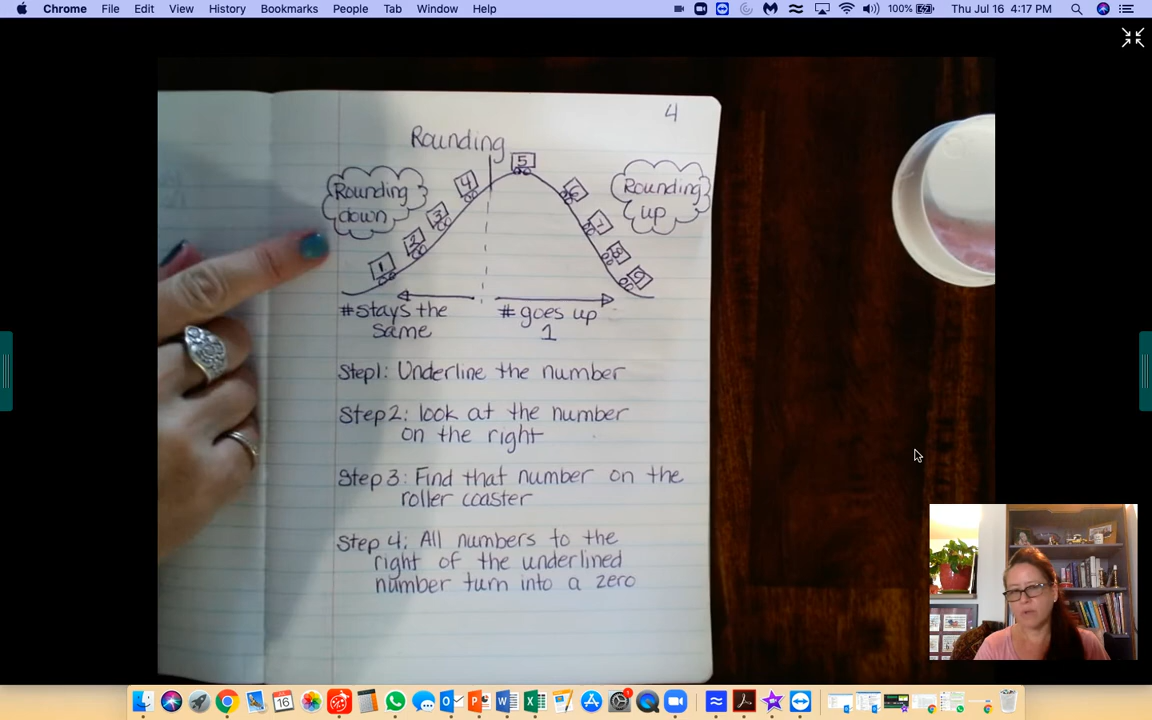 Chrome File Edit View History Bookmarks People Tab Window Help 100% Thu Jul 16 4:17 PM
4
Rounding
5
4
6
Rounding
down
Rounding
up
3
7
2
8
1
9
#stays the
same
# goes up
1
Step1: Underline the number
Step2: look at the number
on the right
Step 3: Find that number on the
roller coaster
Step 4: All numbers to the
right of the underlined
number turn into a zero